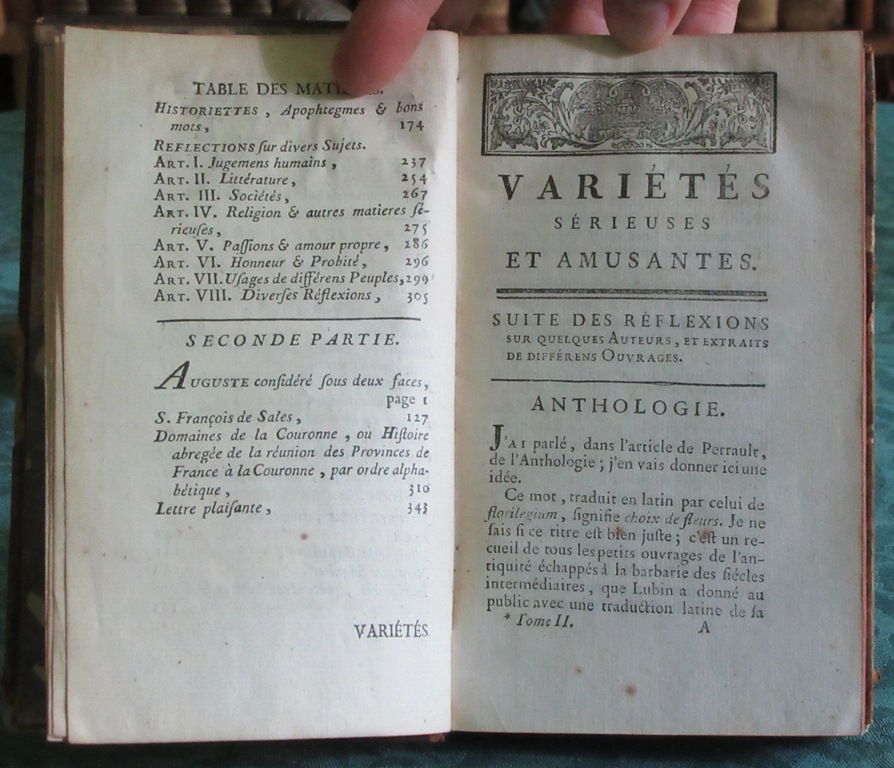 TABLE DES
HISTORIETTES, Apophtegmes & bons
mots, 174
REFLECTIONS ſur divers Sujets.
ART. I. Jugemens humains, 237
ART. II. Littérature, 254
ART. III. Sociétés, 267
ART. IV. Religion & autres matieres ſé-
rieuſes, 275
ART. V. Paſſions & amour propre, 286
ART. VI. Honneur & Probité, 296
ART. VII. Uſages de différens Peuples, 299
ART. VIII. Diverſes Réflexions, 305
SECONDE PARTIE.
AUGUSTE conſidéré ſous deux faces,
page 1
S. François de Sales, 127
Domaines de la Couronne, ou Hiſtoire
abregée de la réunion des Provinces de
France à la Couronne, par ordre alpha-
bétique, 310
Lettre plaiſante, 343
VARIÉTÉS
VARIÉTÉS
SÉRIEUSES
ET AMUSANTES.
SUITE DES RÉFLEXIONS
SUR QUELQUES AUTEURS, ET EXTRAITS
DE DIFFÉRENS OUVRAGES.
ANTHOLOGIE.
J'AI parlé, dans l'article de Perrault,
de l'Anthologie; j'en vais donner ici une
idée.
Ce mot, traduit en latin par celui de
florilegium, ſignifie choix de fleurs. Je ne
ſais ſi ce titre eſt bien juſte; c'eſt un re-
cueil de tous les petits ouvrages de l'an-
tiquité échappés à la barbarie des ſiécles
intermédiaires, que Lubin a donné au
public avec une traduction latine de ſa
* Tome II. A